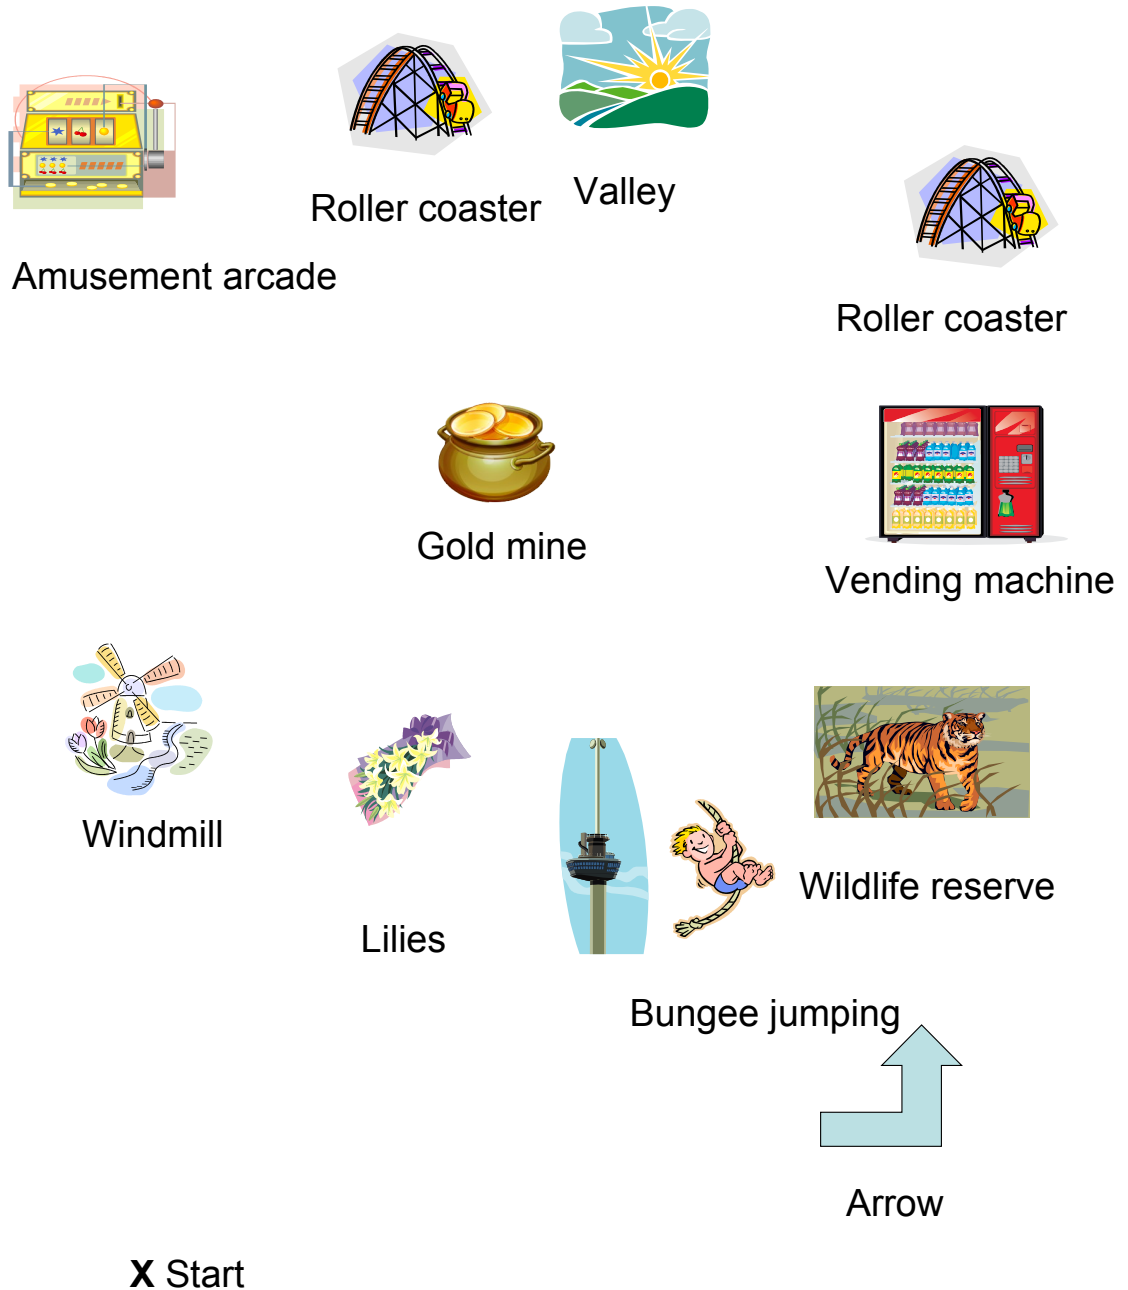 Valley
Roller coaster
Amusement arcade
Roller coaster
Gold mine
Vending machine
Windmill
Wildlife reserve
Lilies
Bungee jumping
Arrow
X Start